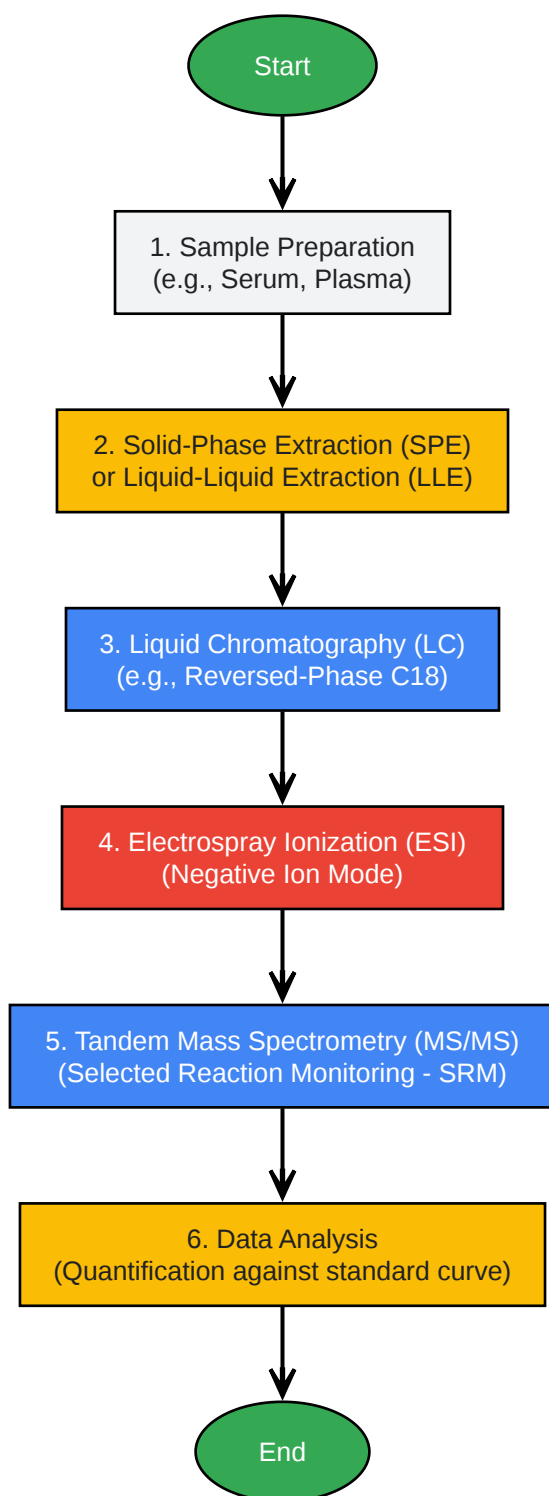 Start
1. Sample Preparation
(e.g., Serum, Plasma)
2. Solid-Phase Extraction (SPE)
or Liquid-Liquid Extraction (LLE)
3. Liquid Chromatography (LC)
(e.g., Reversed-Phase C18)
4. Electrospray Ionization (ESI)
(Negative Ion Mode)
5. Tandem Mass Spectrometry (MS/MS)
(Selected Reaction Monitoring - SRM)
6. Data Analysis
(Quantification against standard curve)
End